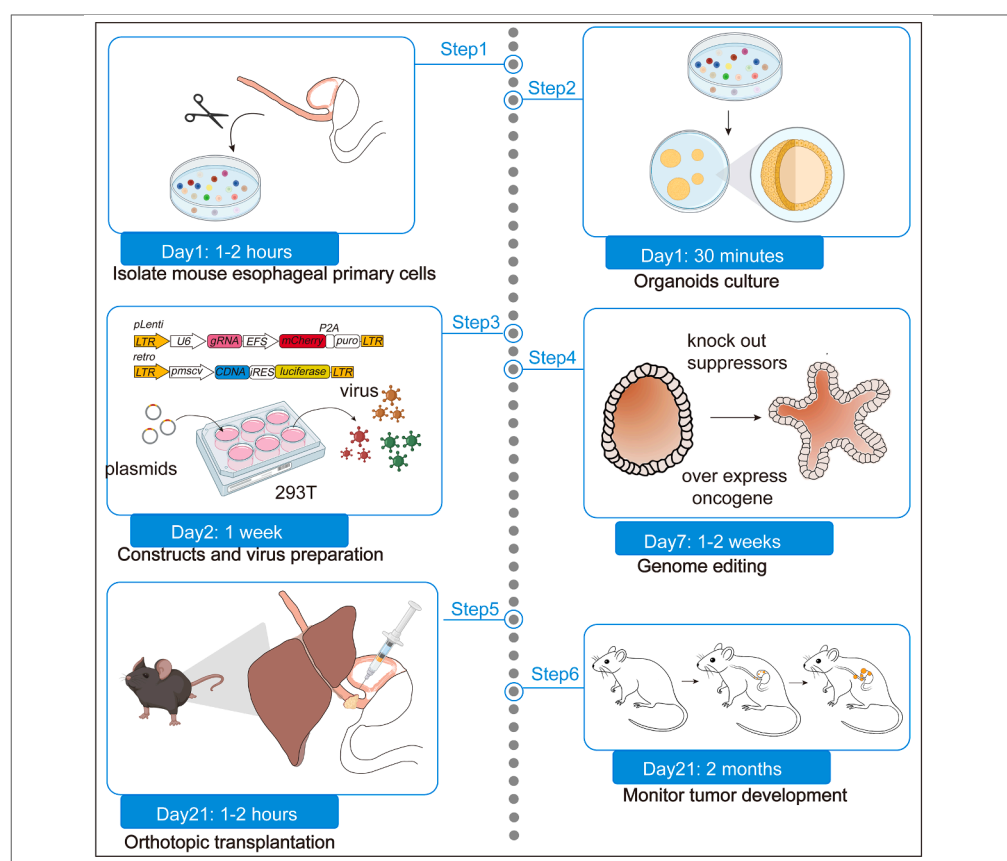 Step1
Day1: 1-2 hours
Isolate mouse esophageal primary cells
Step2
Day1: 30 minutes
Organoids culture
Step3
pLenti
P2A
LTR U6 gRNA EFS mCherry puro LTR
retro
LTR pmscv CDNA iRES luciferase LTR
virus
plasmids
293T
Day2: 1 week
Constructs and virus preparation
Step4
knock out
suppressors
over express
oncogene
Day7: 1-2 weeks
Genome editing
Step5
Day21: 1-2 hours
Orthotopic transplantation
Step6
Day21: 2 months
Monitor tumor development